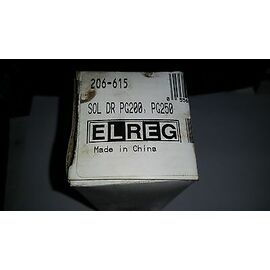 206-615
SOL DR PG200, PG250
ELREG
Made in China